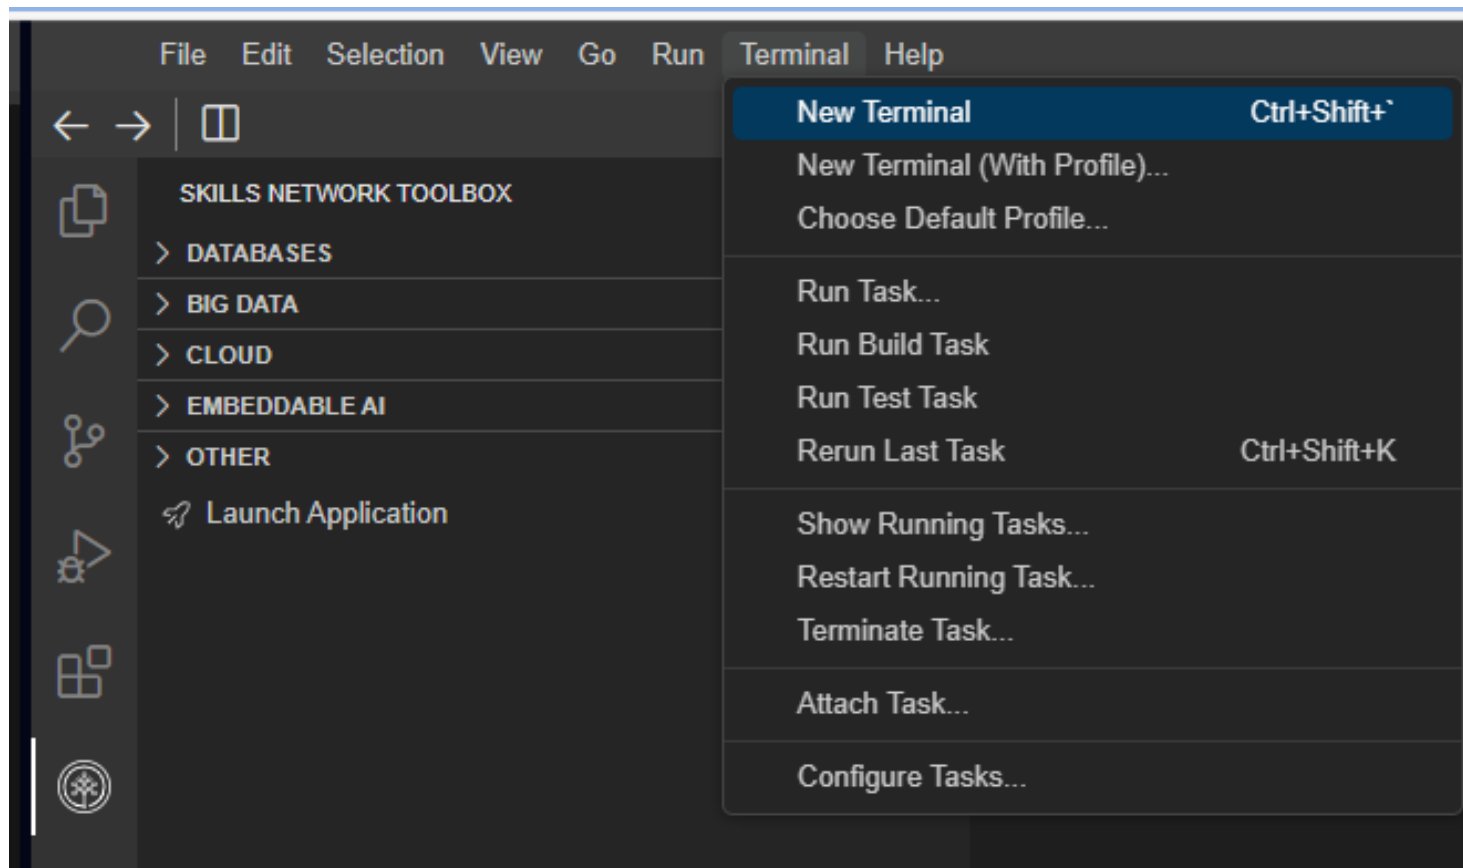 File Edit Selection View Go Run Terminal Help
SKILLS NETWORK TOOLBOX
DATABASES
BIG DATA
CLOUD
EMBEDDABLE AI
OTHER
Launch Application
New Terminal Ctrl+Shift+`
New Terminal (With Profile)...
Choose Default Profile...
Run Task...
Run Build Task
Run Test Task
Rerun Last Task Ctrl+Shift+K
Show Running Tasks...
Restart Running Task...
Terminate Task...
Attach Task...
Configure Tasks...